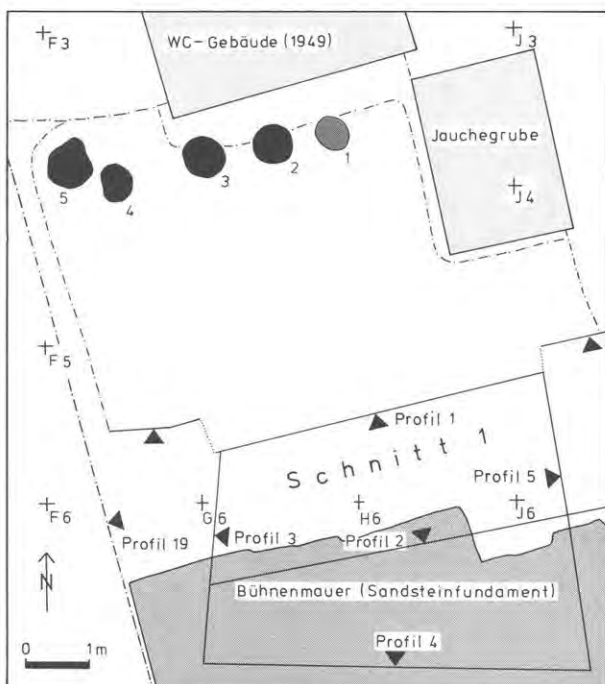 F3
WC-Gebäude (1949)
J3
Jauchegrube
1
2
3
4
5
J4
F5
Profil 1
Schnitt 1
Profil 5
F6
G6
H6
J6
Profil 19
Profil 3
Profil 2
Bühnenmauer (Sandsteinfundament)
N
Profil 4
0 1m